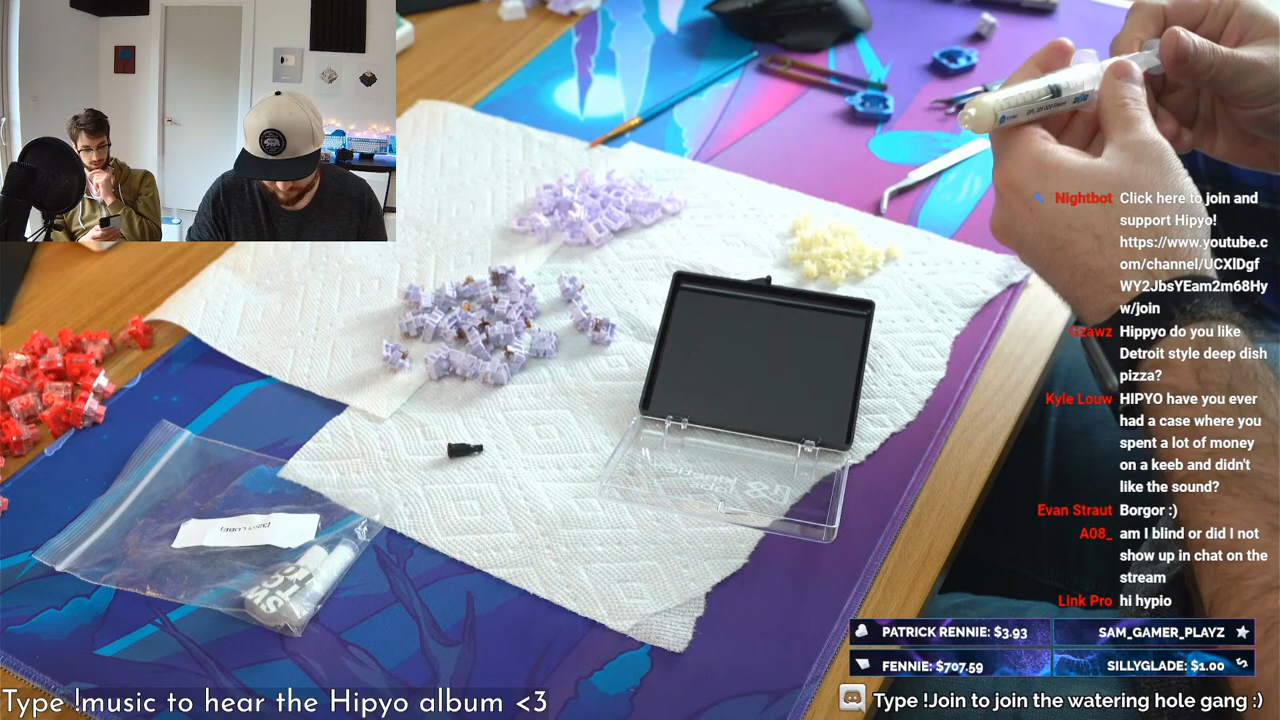 Nightbot Click here to join and
support Hipyo!
https://www.youtube.c
om/channel/UCXlDgf
WY2JbsYEam2m68Hy
w/join
Gzawz Hippyo do you like
Detroit style deep dish
pizza?
Kyle Louw HIPYO have you ever
had a case where you
spent a lot of money
on a keeb and didn't
like the sound?
Evan Straut Borgor :)
A08_ am I blind or did I not
show up in chat on the
stream
Link Pro hi hypio
PATRICK RENNIE: $3.93
SAM_GAMER_PLAYZ
FENNIE: $707.59
SILLYGLADE: $1.00
Type !music to hear the Hipyo album <3
Type !Join to join the watering hole gang :)